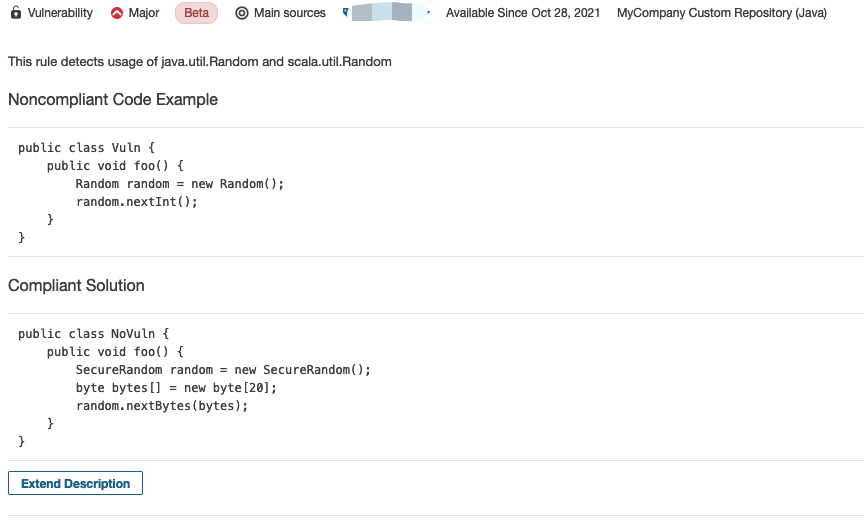 Vulnerability Major Beta Main sources Available Since Oct 28, 2021 MyCompany Custom Repository (Java)
This rule detects usage of java.util.Random and scala.util.Random
Noncompliant Code Example
public class Vuln {
    public void foo() {
        Random random = new Random();
        random.nextInt();
    }
}
Compliant Solution
public class NoVuln {
    public void foo() {
        SecureRandom random = new SecureRandom();
        byte bytes[] = new byte[20];
        random.nextBytes(bytes);
    }
}
Extend Description